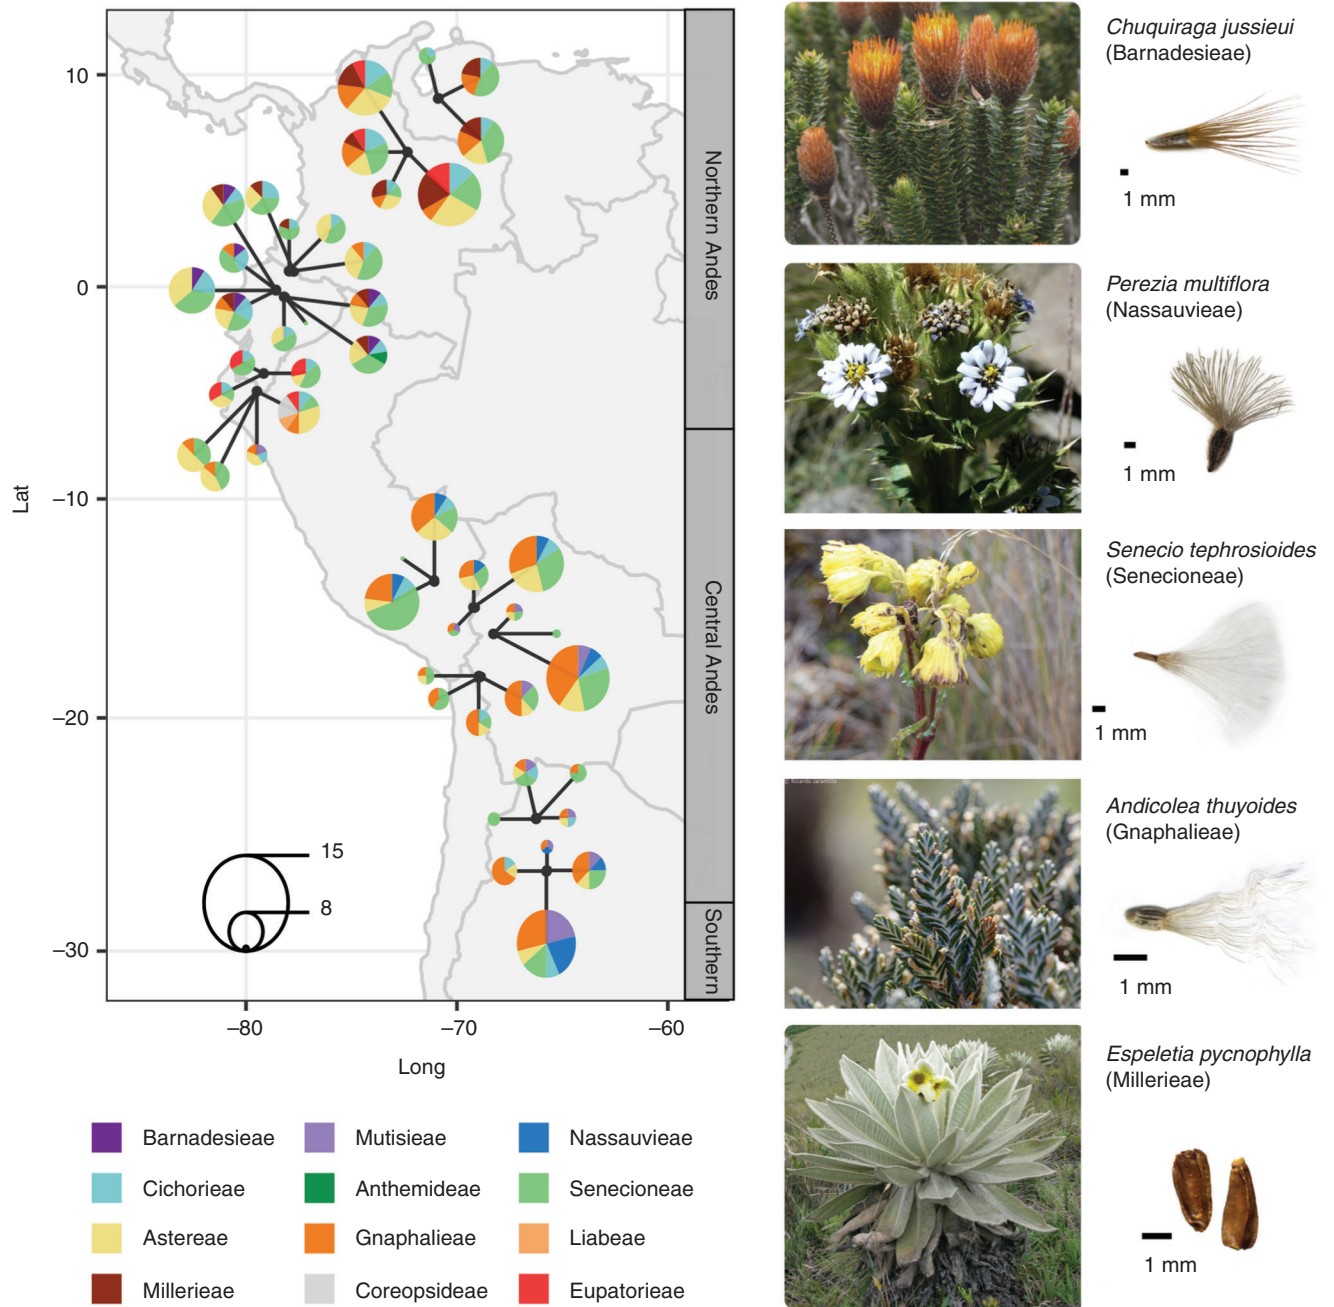 10
0
–10
–20
–30
Lat
–80
–70
–60
Long
15
8
Northern Andes
Central Andes
Southern
Barnadesieae
Mutisieae
Nassauvieae
Cichorieae
Anthemideae
Senecioneae
Astereae
Gnaphalieae
Liabeae
Millerieae
Coreopsideae
Eupatorieae
Chuquiraga jussieui
(Barnadesieae)
1 mm
Perezia multiflora
(Nassauvieae)
1 mm
Senecio tephrosioides
(Senecioneae)
1 mm
© Ricardo Jaramillo
Andicolea thuyoides
(Gnaphalieae)
1 mm
Espeletia pycnophylla
(Millerieae)
1 mm